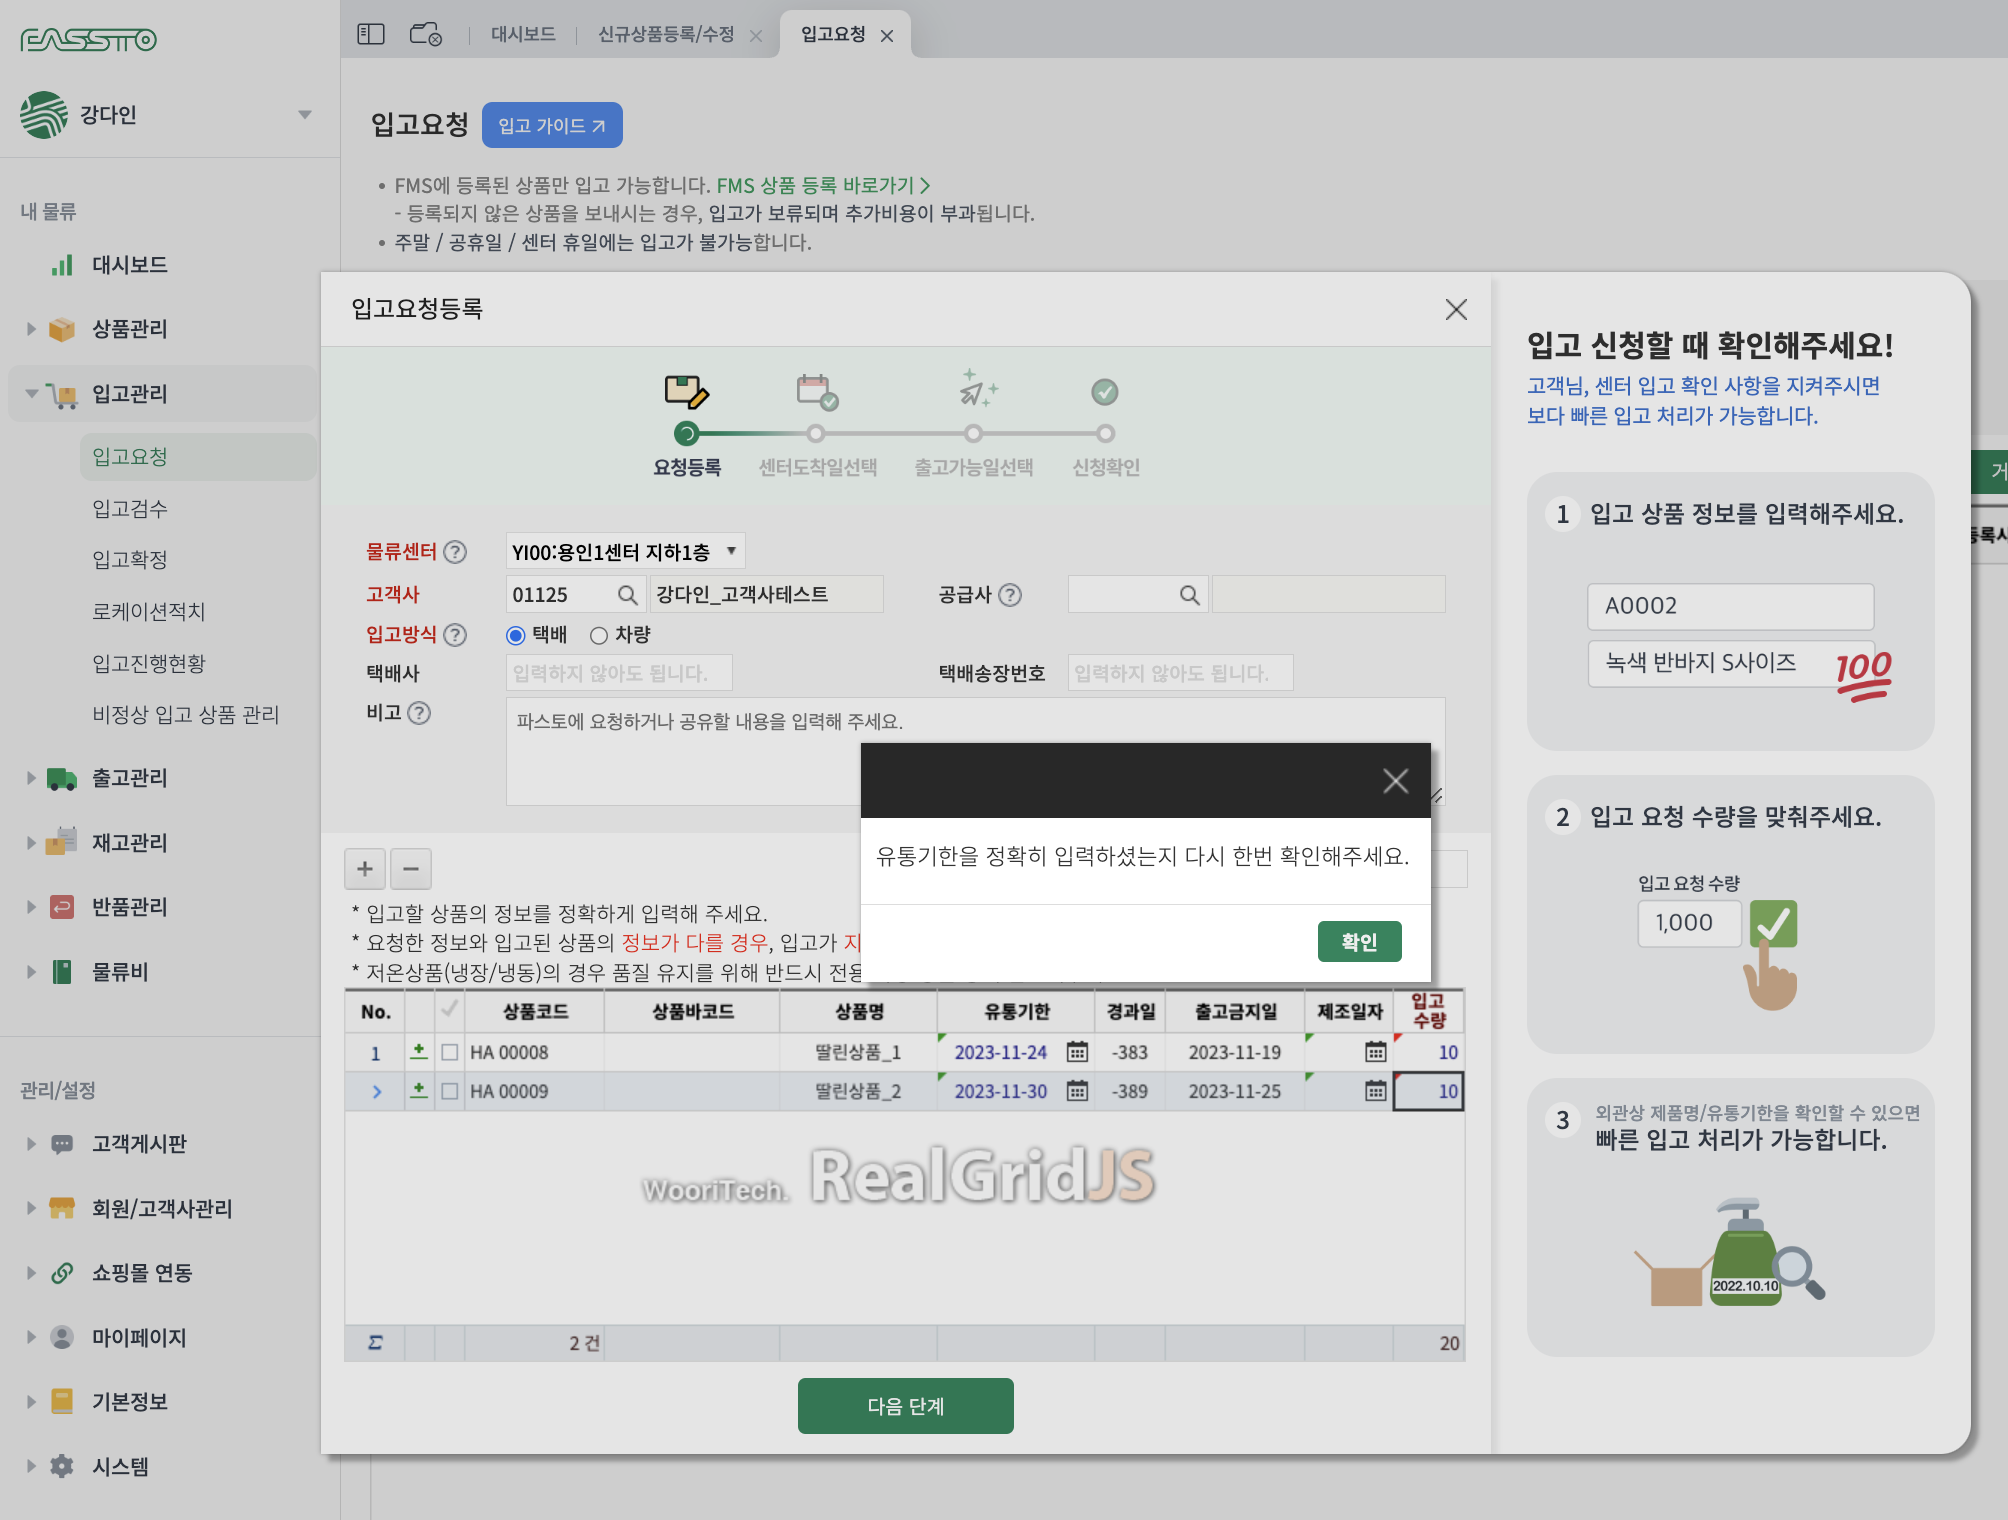 FASSTO
대시보드
신규상품등록/수정
입고요청
강다인
내 물류
대시보드
상품관리
입고관리
입고요청
입고검수
입고확정
로케이션적치
입고진행현황
비정상 입고 상품 관리
출고관리
재고관리
반품관리
물류비
관리/설정
고객게시판
회원/고객사관리
쇼핑몰 연동
마이페이지
기본정보
시스템
입고요청 입고 가이드
• FMS에 등록된 상품만 입고 가능합니다. FMS 상품 등록 바로가기
- 등록되지 않은 상품을 보내시는 경우, 입고가 보류되며 추가비용이 부과됩니다.
• 주말 / 공휴일 / 센터 휴일에는 입고가 불가능합니다.
입고요청등록
요청등록 센터도착일선택 출고가능일선택 신청확인
물류센터 ? YI00:용인1센터 지하1층
고객사 01125 강다인_고객사테스트 공급사 ?
입고방식 ? 택배 차량
택배사 입력하지 않아도 됩니다. 택배송장번호 입력하지 않아도 됩니다.
비고 ? 파스토에 요청하거나 공유할 내용을 입력해 주세요.
유통기한을 정확히 입력하셨는지 다시 한번 확인해주세요.
확인
+ −
* 입고할 상품의 정보를 정확하게 입력해 주세요.
* 요청한 정보와 입고된 상품의 정보가 다를 경우, 입고가 지
* 저온상품(냉장/냉동)의 경우 품질 유지를 위해 반드시 전용
No. 상품코드 상품바코드 상품명 유통기한 경과일 출고금지일 제조일자 입고 수량
1 HA 00008 딸린상품_1 2023-11-24 -383 2023-11-19 10
HA 00009 딸린상품_2 2023-11-30 -389 2023-11-25 10
WooriTech. RealGridJS
Σ 2 건 20
다음 단계
입고 신청할 때 확인해주세요!
고객님, 센터 입고 확인 사항을 지켜주시면
보다 빠른 입고 처리가 가능합니다.
1 입고 상품 정보를 입력해주세요.
A0002
녹색 반바지 S사이즈
100
2 입고 요청 수량을 맞춰주세요.
입고 요청 수량
1,000
3 외관상 제품명/유통기한을 확인할 수 있으면
빠른 입고 처리가 가능합니다.
2022.10.10